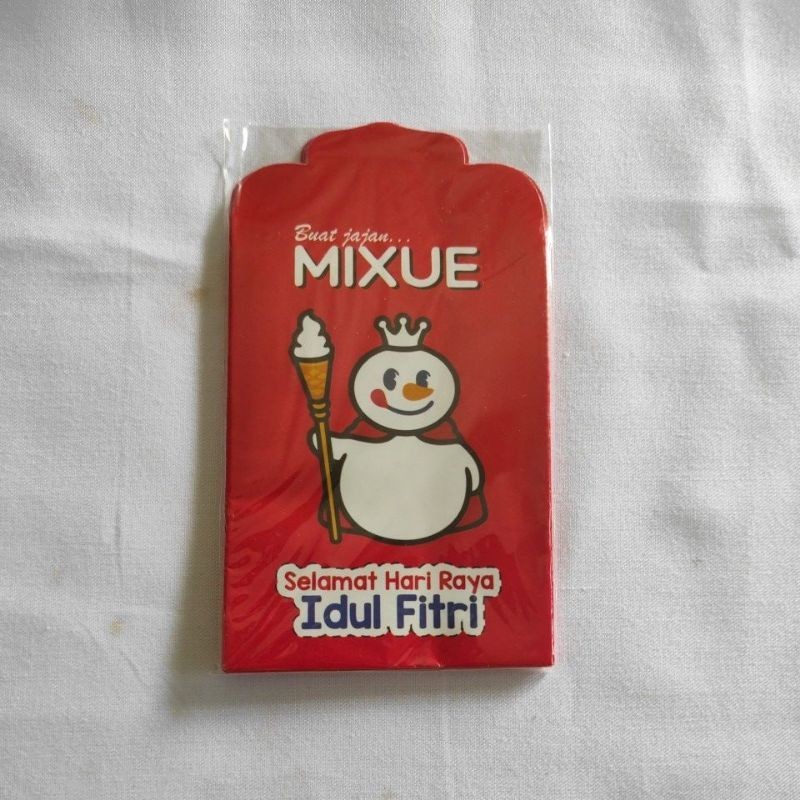 Buat jajan...
MIXUE
Selamat Hari Raya
Idul Fitri